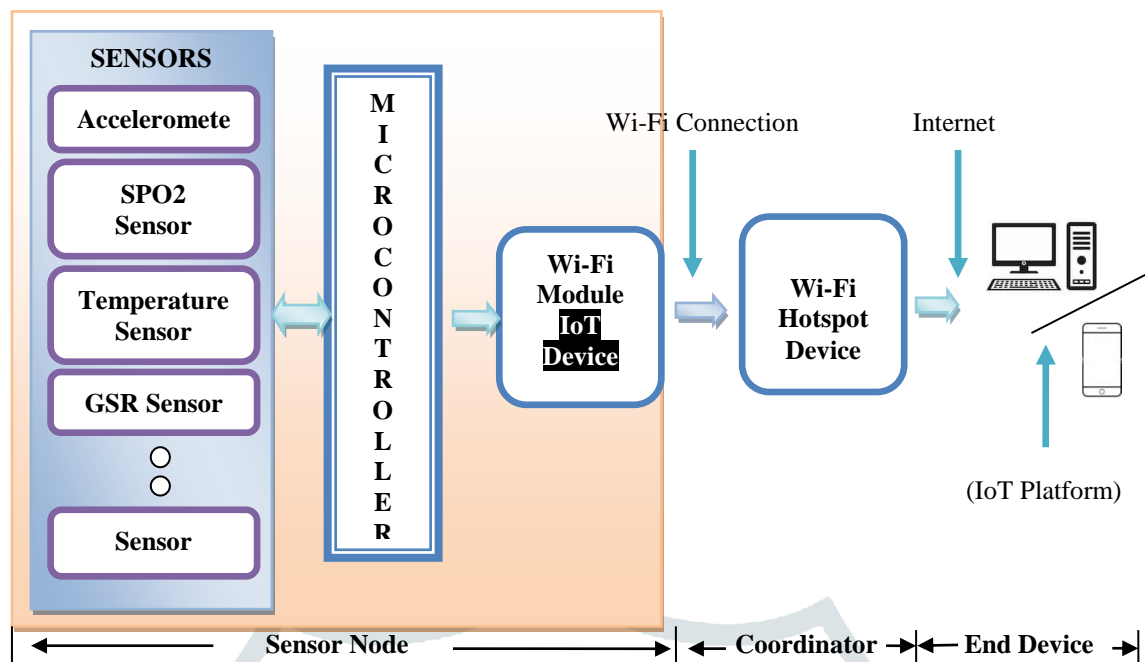 SENSORS
Acceleromete
SPO2
Sensor
Temperature
Sensor
GSR Sensor
Sensor
M
I
C
R
O
C
O
N
T
R
O
L
L
E
R
Wi-Fi
Module
IoT
Device
Wi-Fi Connection
Wi-Fi
Hotspot
Device
Internet
(IoT Platform)
Sensor Node
Coordinator
End Device